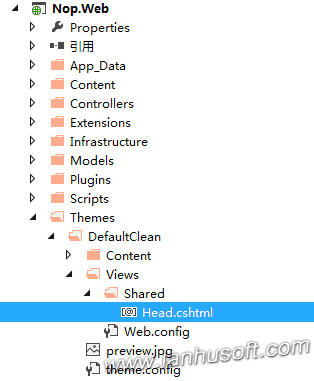 Nop.Web
Properties
引用
App_Data
Content
Controllers
Extensions
Infrastructure
Models
Plugins
Scripts
Themes
DefaultClean
Content
Views
Shared
[@] Head.cshtml
Web.config
preview.jpg
theme.config
www.lanhusoft.com